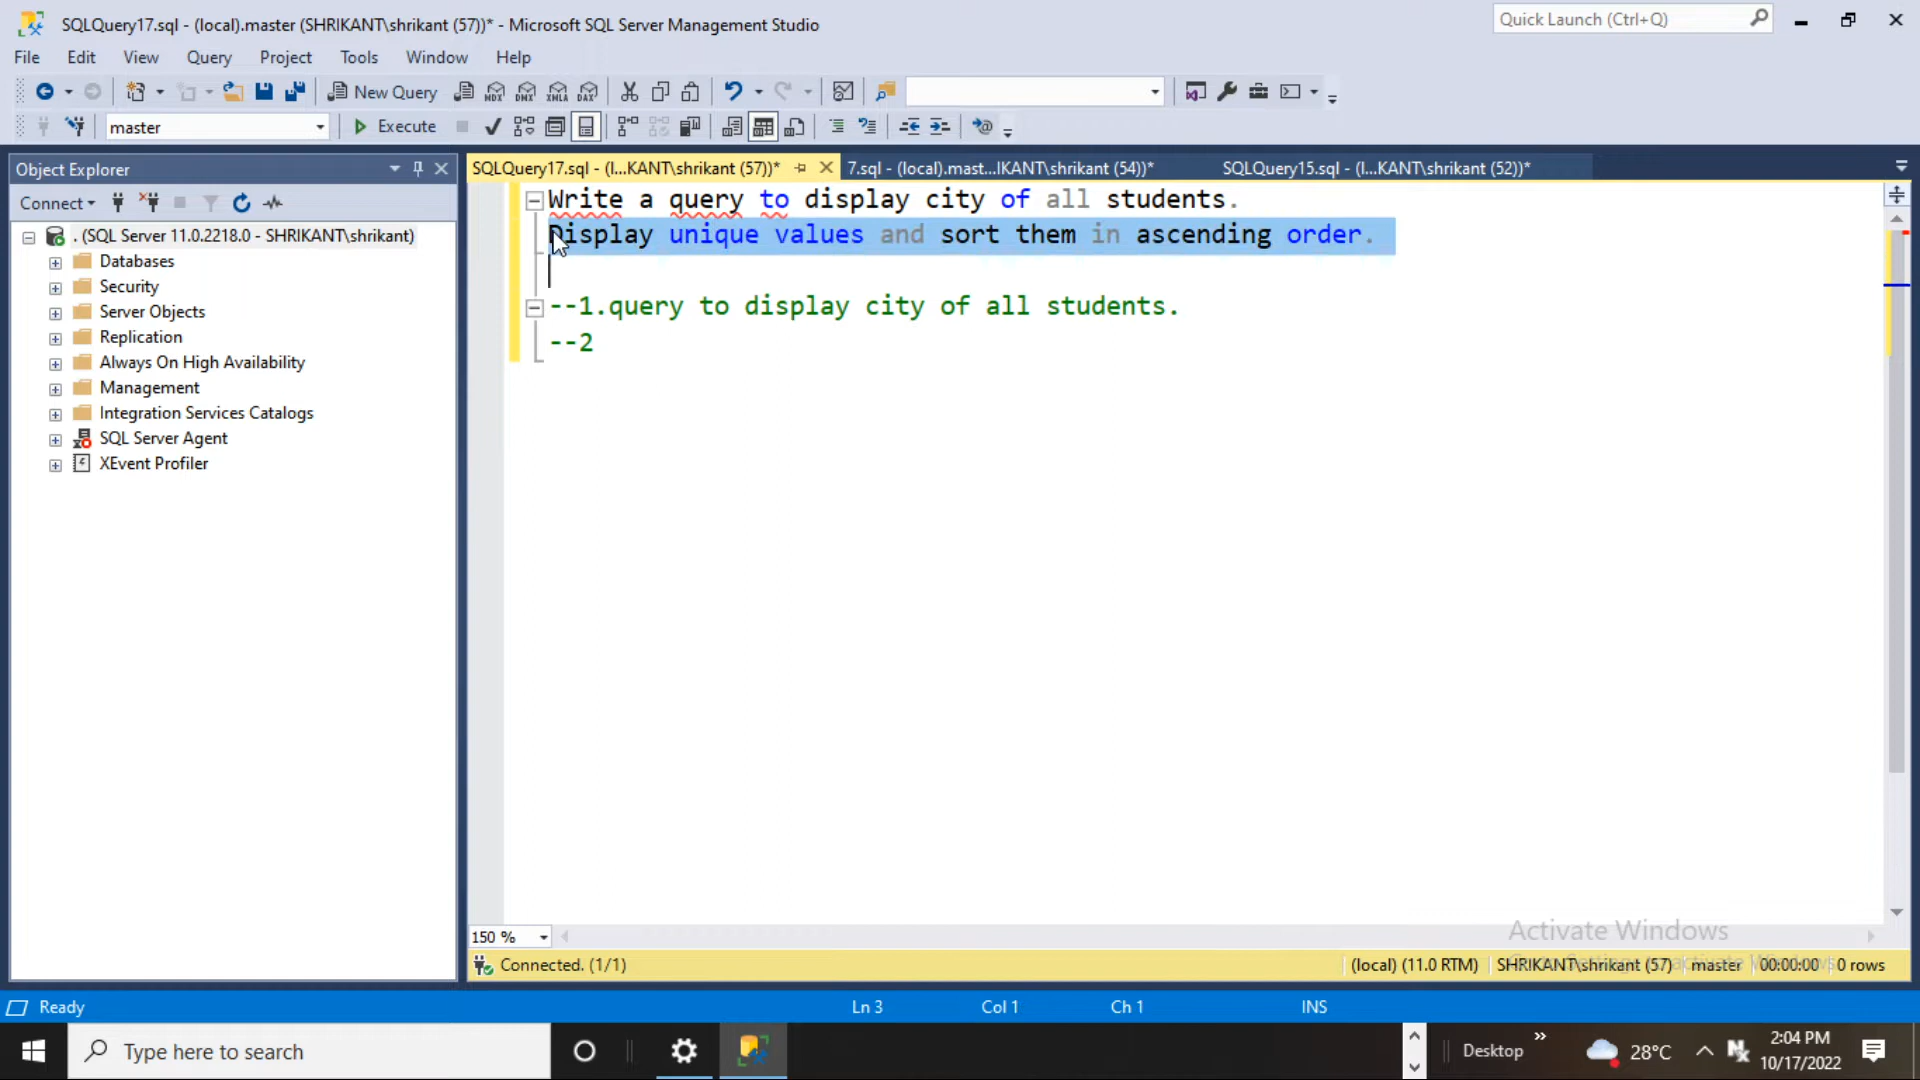 SQLQuery17.sql - (local).master (SHRIKANT\shrikant (57))* - Microsoft SQL Server Management Studio
Quick Launch (Ctrl+Q)
File Edit View Query Project Tools Window Help
New Query MDX DMX XMLA DAX
master Execute
Object Explorer
SQLQuery17.sql - (l...KANT\shrikant (57))*
7.sql - (local).mast...IKANT\shrikant (54))*
SQLQuery15.sql - (l...KANT\shrikant (52))*
Connect
. (SQL Server 11.0.2218.0 - SHRIKANT\shrikant)
Databases
Security
Server Objects
Replication
Always On High Availability
Management
Integration Services Catalogs
SQL Server Agent
XEvent Profiler
Write a query to display city of all students.
Display unique values and sort them in ascending order.
--1.query to display city of all students.
--2
Activate Windows
150 %
Connected. (1/1)
(local) (11.0 RTM) SHRIKANT\shrikant (57) master 00:00:00 0 rows
Ready Ln 3 Col 1 Ch 1 INS
Type here to search
Desktop
28°C
2:04 PM
10/17/2022